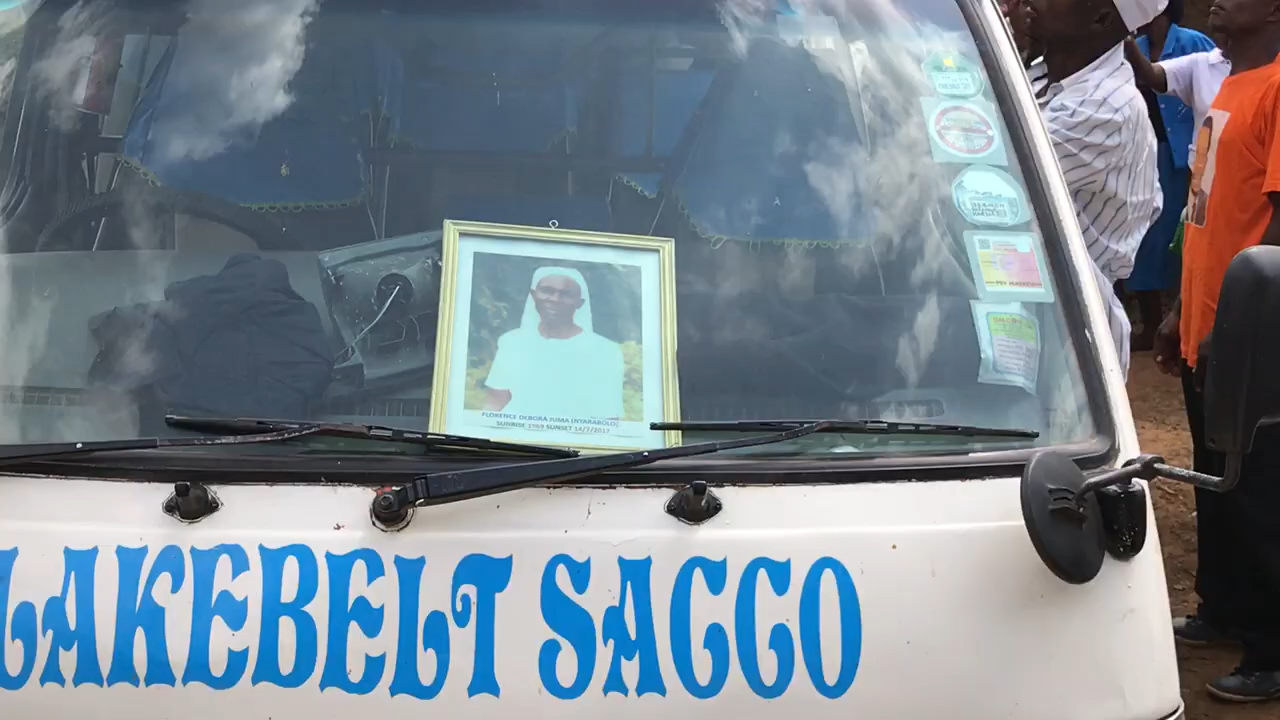 FLORENCE DEBORA JUMA (NYARABOLO)
SUNRISE 1969 SUNSET 14/7/2017
LAKEBELT SACCO